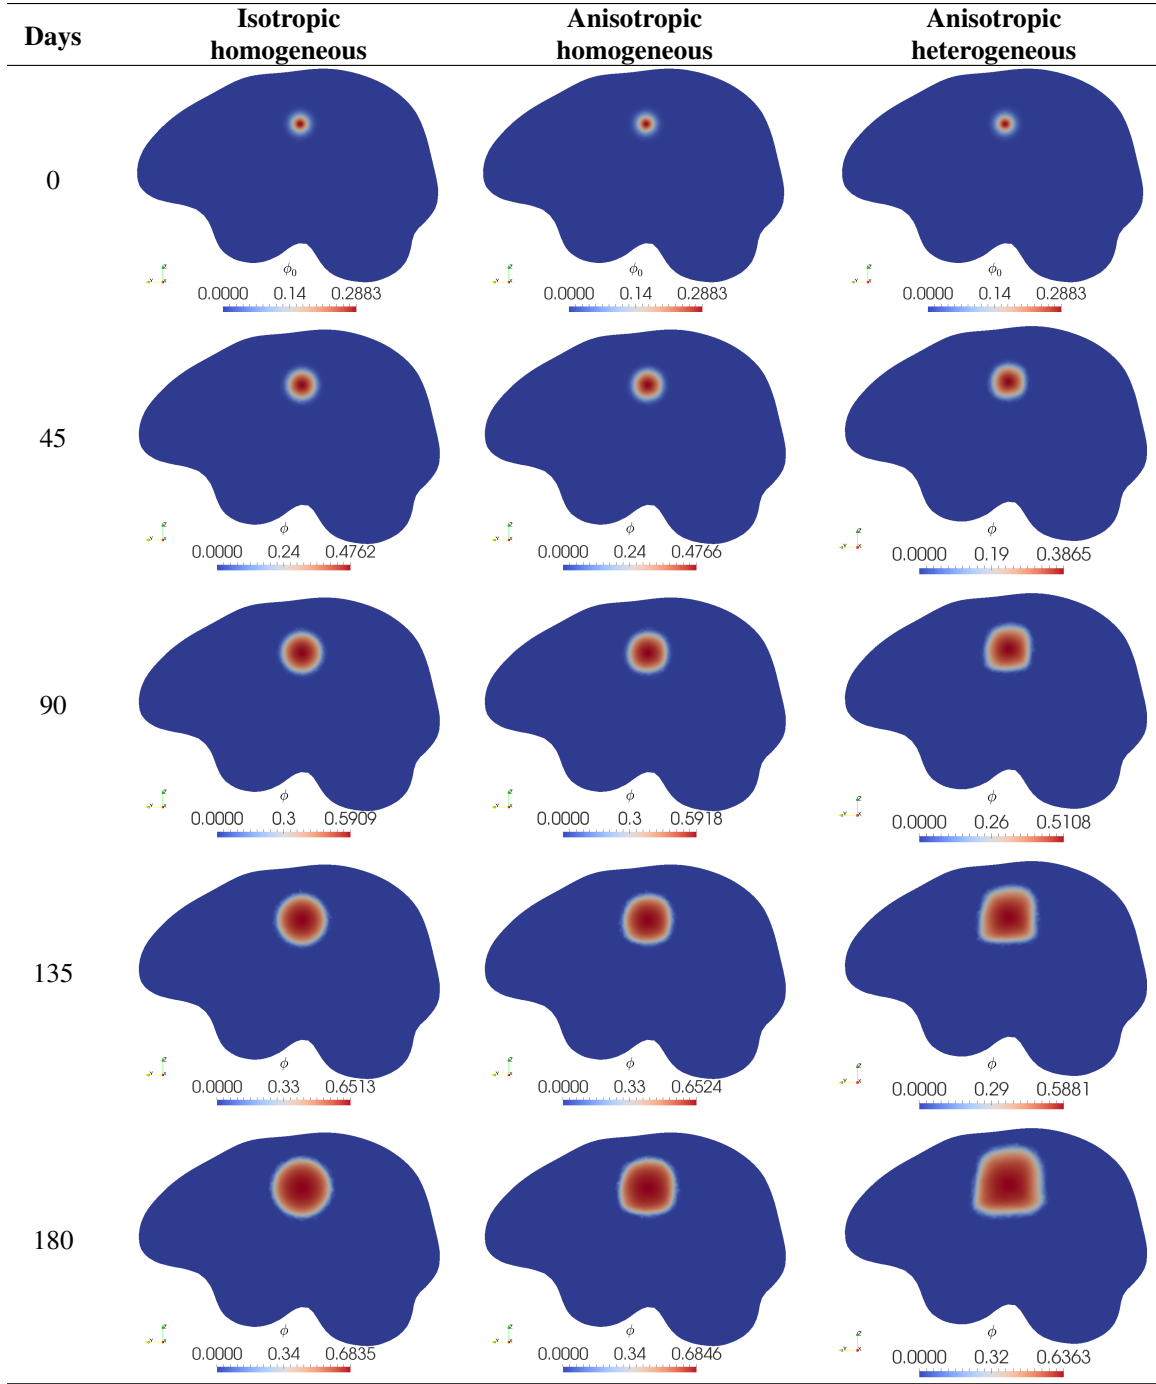 Days
Isotropic homogeneous
Anisotropic homogeneous
Anisotropic heterogeneous
0
ϕ₀
0.0000 0.14 0.2883
ϕ₀
0.0000 0.14 0.2883
ϕ₀
0.0000 0.14 0.2883
45
ϕ
0.0000 0.24 0.4762
ϕ
0.0000 0.24 0.4766
ϕ
0.0000 0.19 0.3865
90
ϕ
0.0000 0.3 0.5909
ϕ
0.0000 0.3 0.5918
ϕ
0.0000 0.26 0.5108
135
ϕ
0.0000 0.33 0.6513
ϕ
0.0000 0.33 0.6524
ϕ
0.0000 0.29 0.5881
180
ϕ
0.0000 0.34 0.6835
ϕ
0.0000 0.34 0.6846
ϕ
0.0000 0.32 0.6363